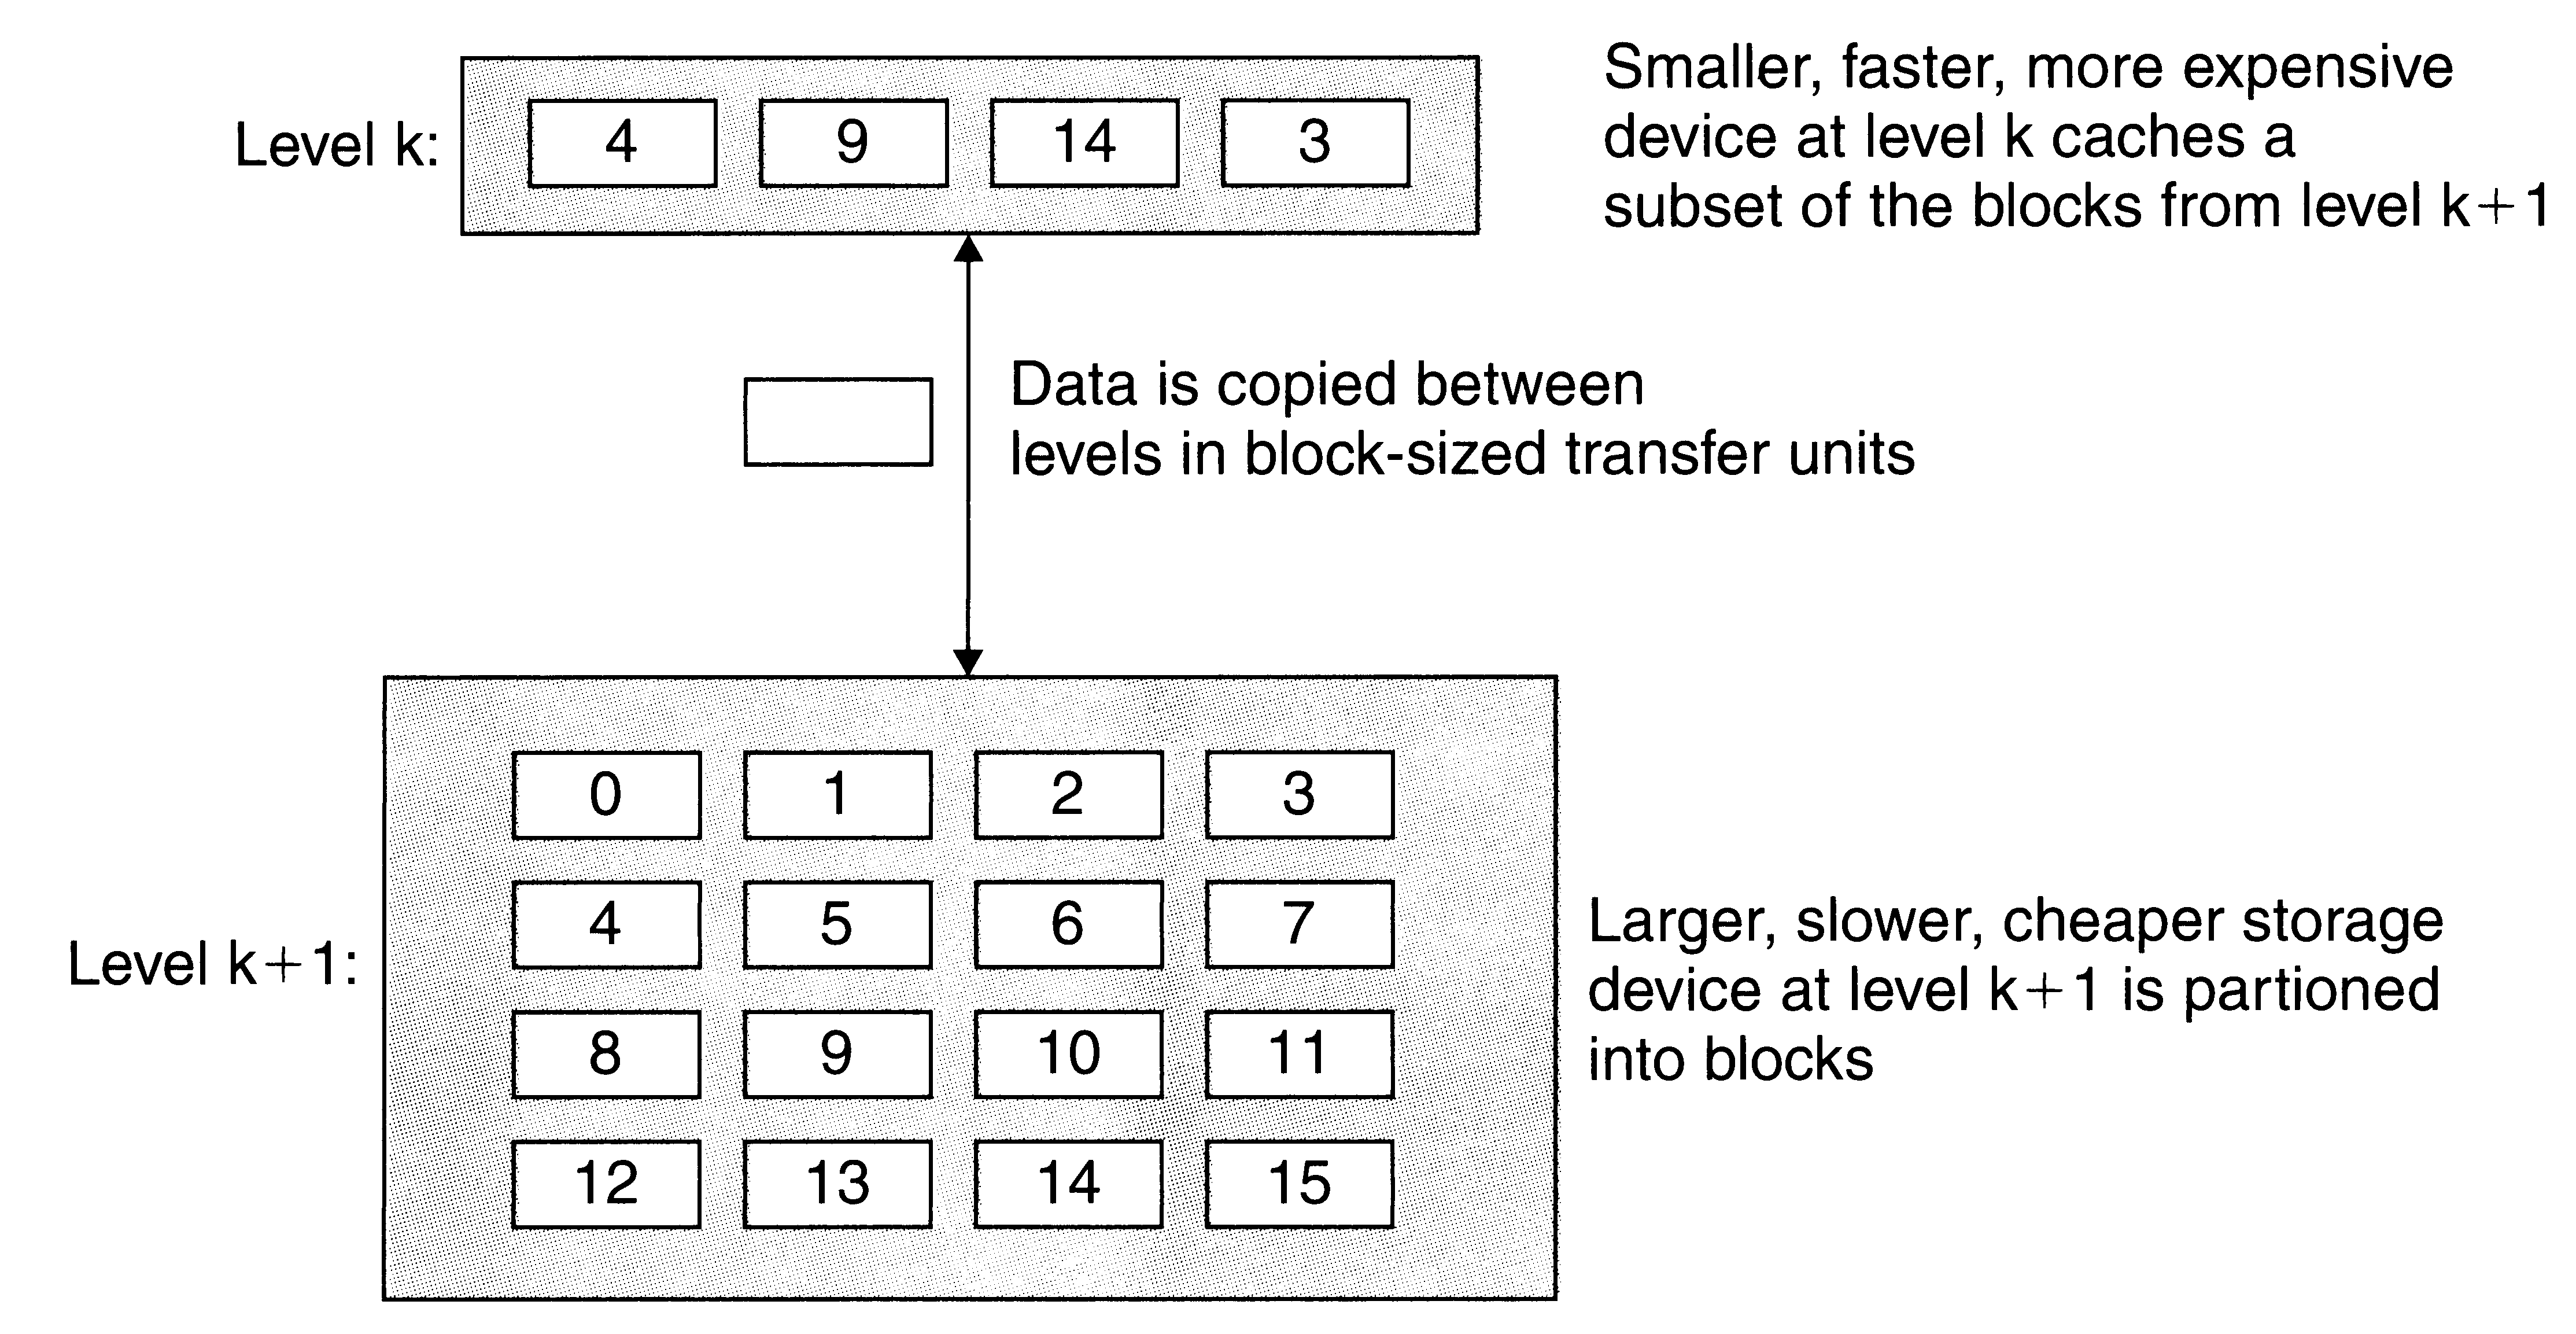 Level k:
4 9 14 3
Smaller, faster, more expensive
device at level k caches a
subset of the blocks from level k+1
Data is copied between
levels in block-sized transfer units
Level k+1:
0 1 2 3
4 5 6 7
8 9 10 11
12 13 14 15
Larger, slower, cheaper storage
device at level k+1 is partioned
into blocks